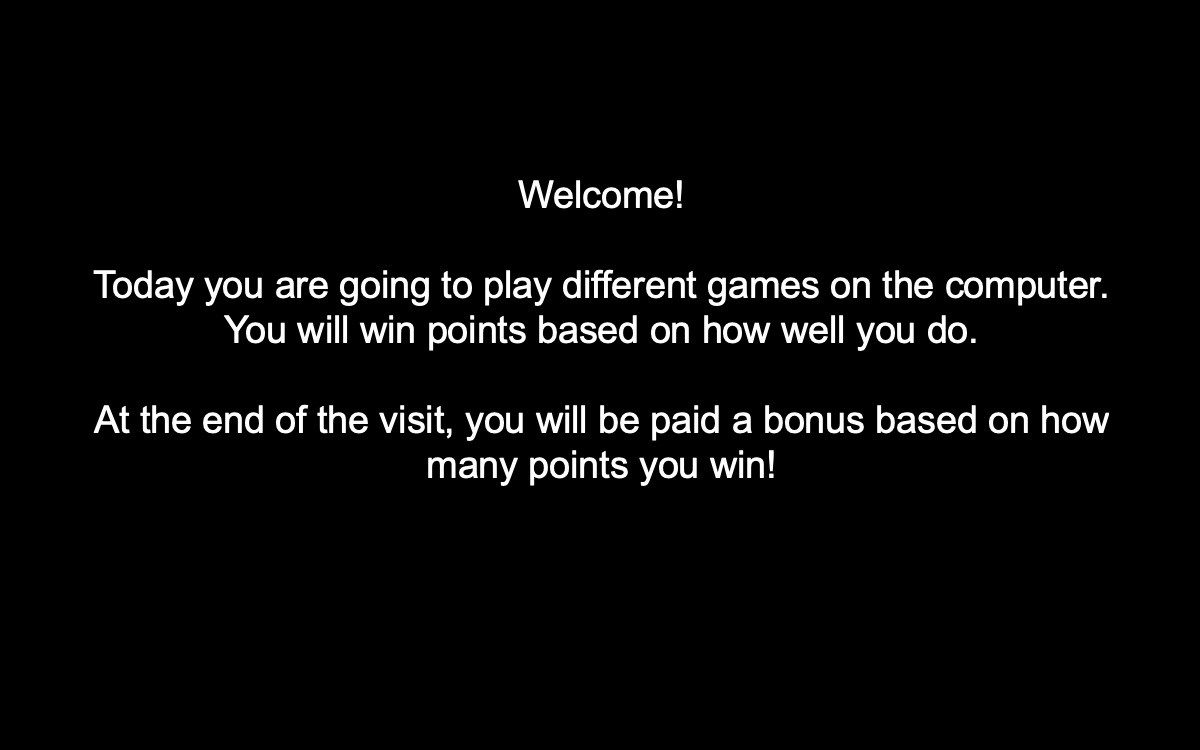 Welcome!
Today you are going to play different games on the computer.
You will win points based on how well you do.
At the end of the visit, you will be paid a bonus based on how
many points you win!